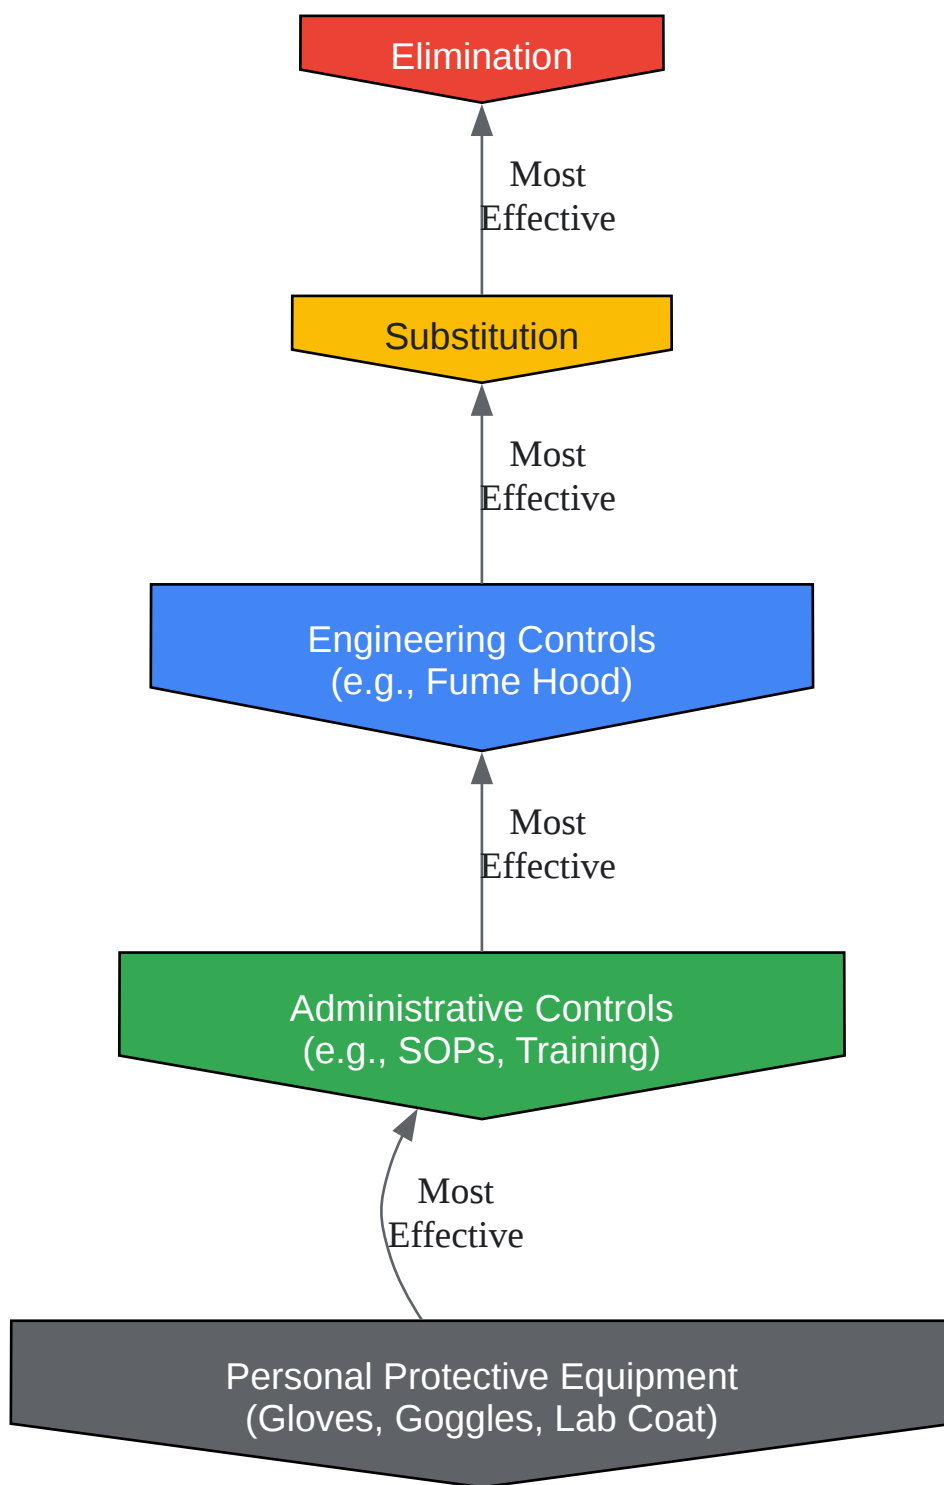 Elimination
Most
Effective
Substitution
Most
Effective
Engineering Controls
(e.g., Fume Hood)
Most
Effective
Administrative Controls
(e.g., SOPs, Training)
Most
Effective
Personal Protective Equipment
(Gloves, Goggles, Lab Coat)